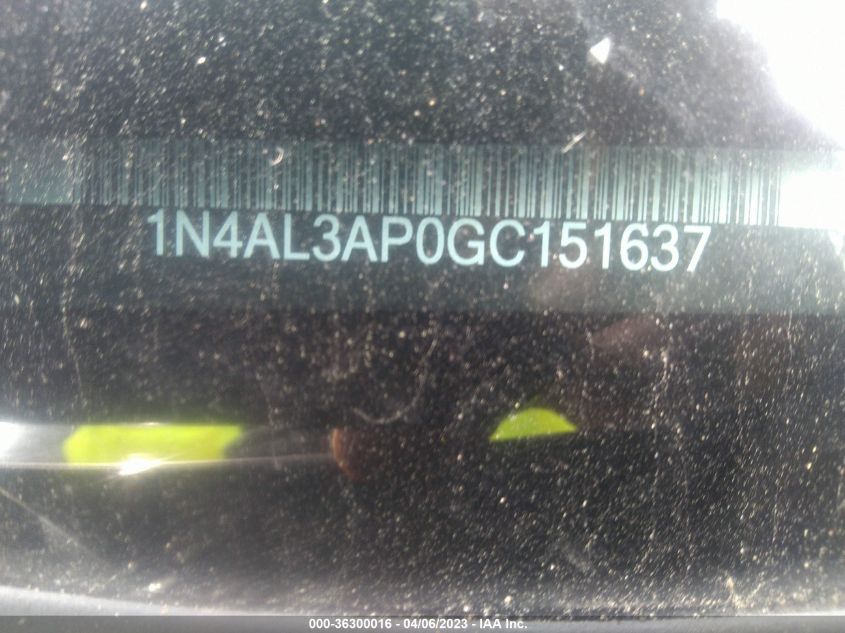 1N4AL3AP0GC151637
000-36300016 - 04/06/2023 - IAA Inc.